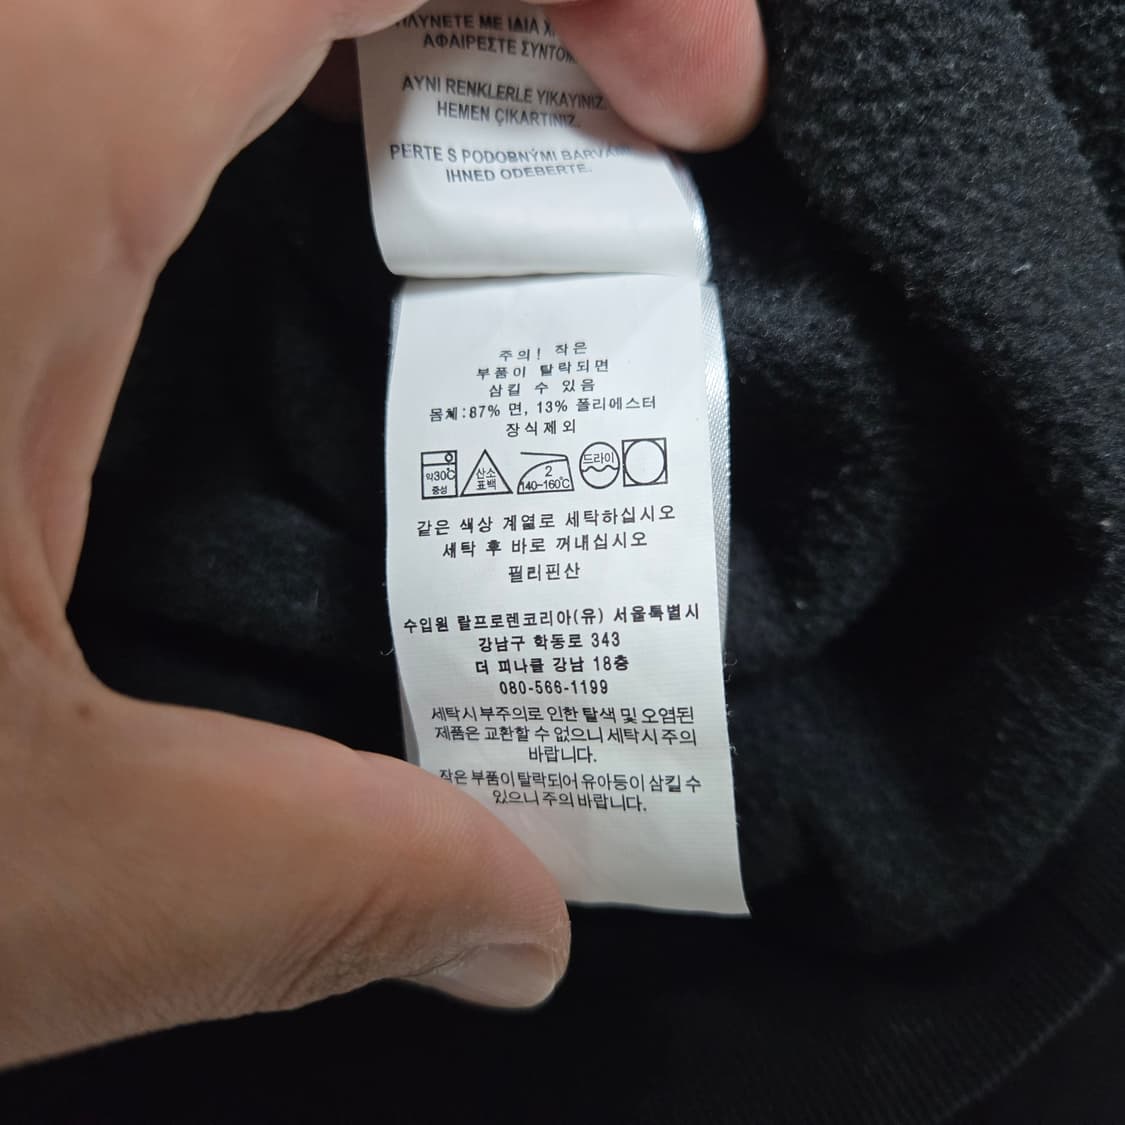 ΠΛΥΝΕΤΕ ΜΕ ΙΔΙΑ
ΑΦΑΙΡΕΣΤΕ
AYNI RENKLERLE YIKAYINIZ.
HEMEN ÇIKARTINIZ.
PERTE S PODOBNÝMI BARVAMI
IHNED ODEBERTE.
주의! 작은
부품이 탈락되면
삼킬 수 있음
몸체:87% 면, 13% 폴리에스터
장식제외
약30℃
중성
산소
표백
2
140~160℃
드라이
같은 색상 계열로 세탁하십시오
세탁 후 바로 꺼내십시오
필리핀산
수입원 랄프로렌코리아(유) 서울특별시
강남구 학동로 343
더 피나클 강남 18층
080-566-1199
세탁시 부주의로 인한 탈색 및 오염된
제품은 교환할 수 없으니 세탁시 주의
바랍니다.
작은 부품이 탈락되어 유아등이 삼킬 수
있으니 주의 바랍니다.